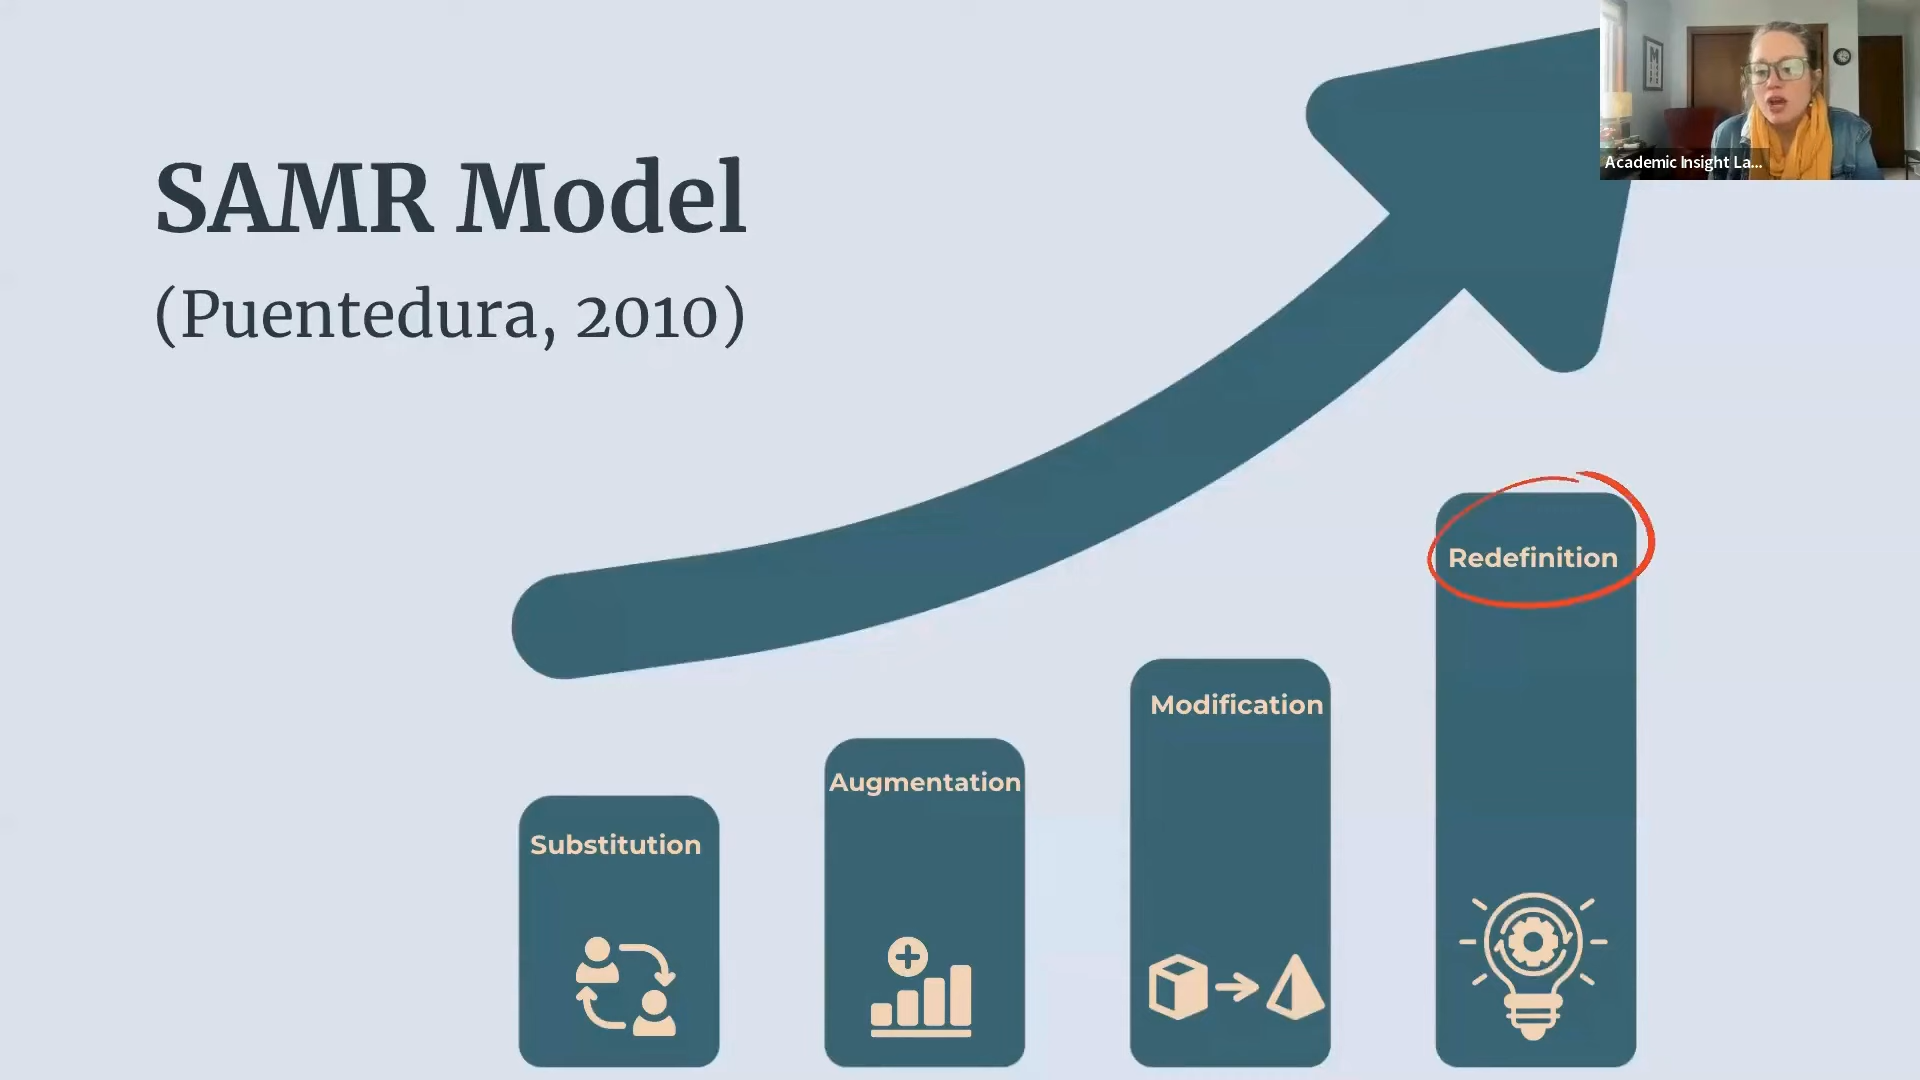 SAMR Model
(Puentedura, 2010)
Academic Insight La...
Redefinition
Modification
Augmentation
Substitution